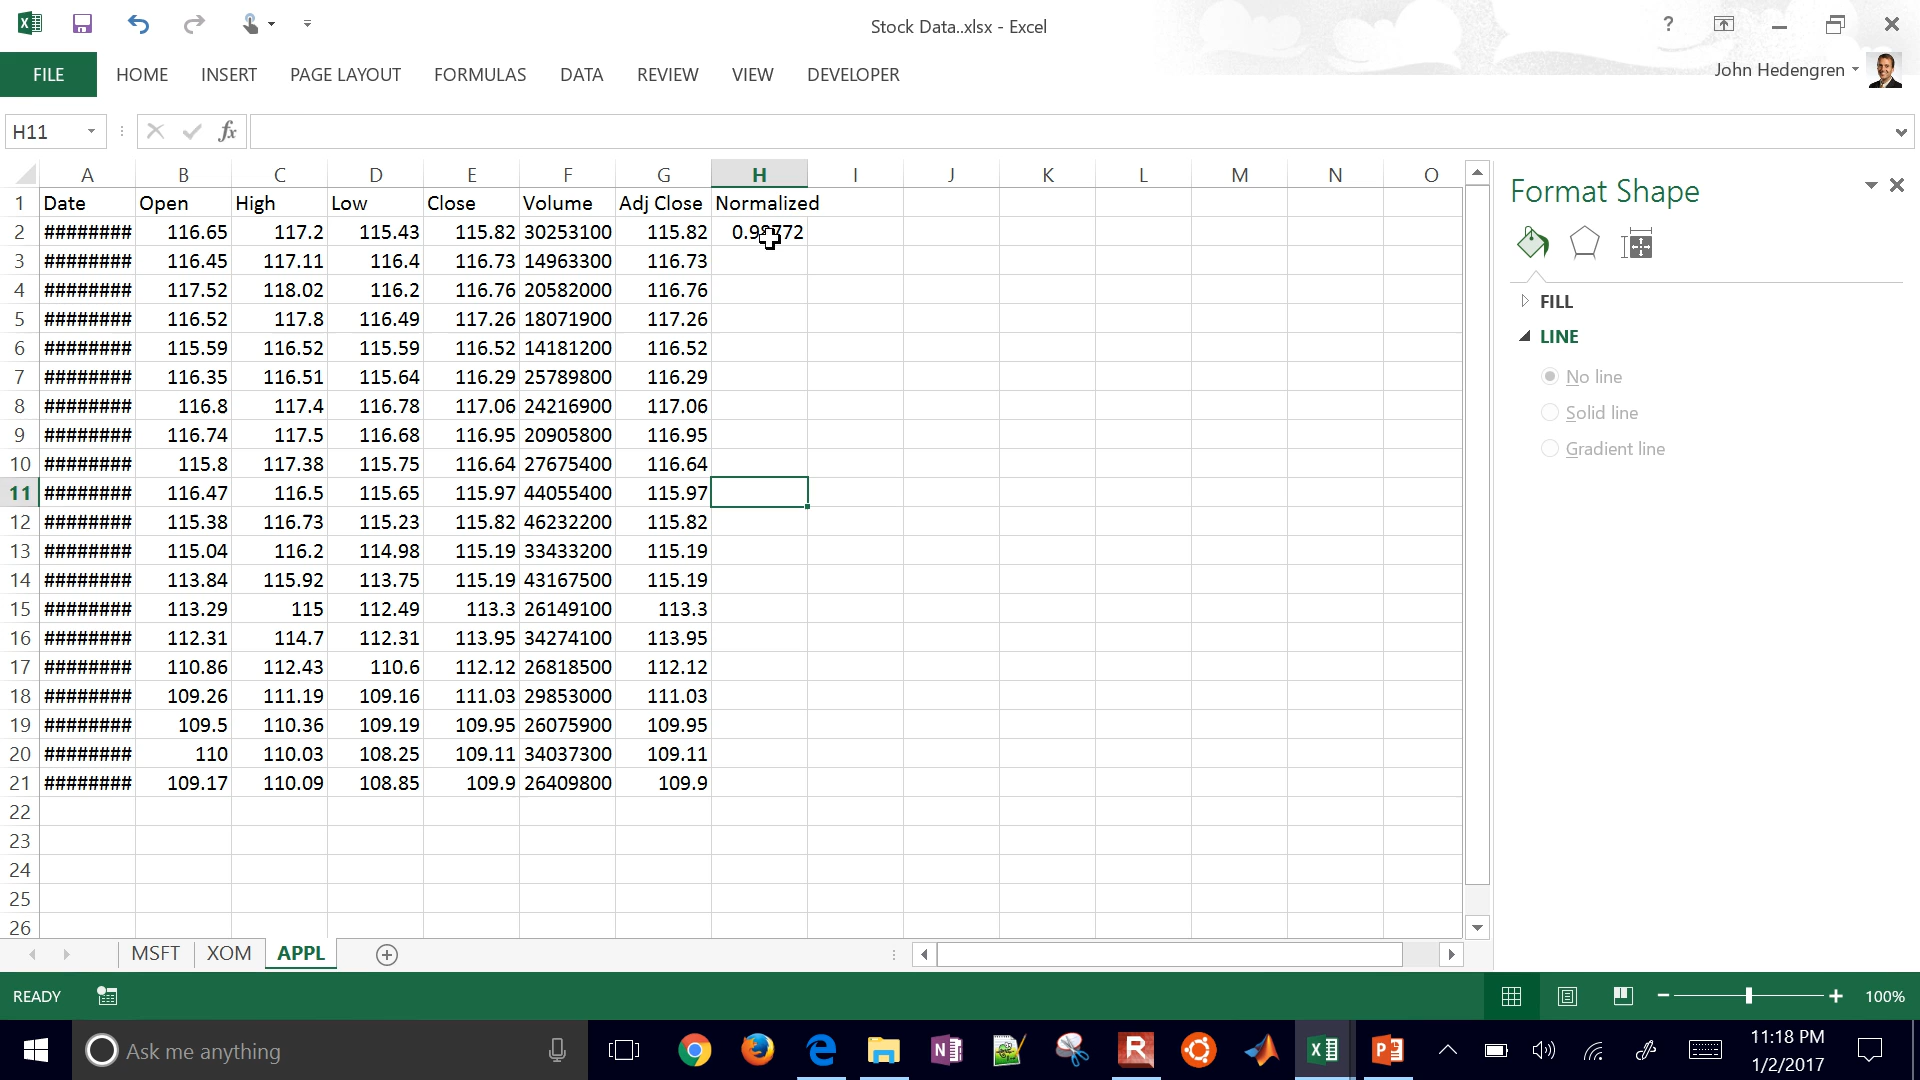 Stock Data..xlsx - Excel
?
FILE HOME INSERT PAGE LAYOUT FORMULAS DATA REVIEW VIEW DEVELOPER John Hedengren
H11 fx
A B C D E F G H I J K L M N O
1 Date Open High Low Close Volume Adj Close Normalized
2 ######## 116.65 117.2 115.43 115.82 30253100 115.82
3 ######## 116.45 117.11 116.4 116.73 14963300 116.73
4 ######## 117.52 118.02 116.2 116.76 20582000 116.76
5 ######## 116.52 117.8 116.49 117.26 18071900 117.26
6 ######## 115.59 116.52 115.59 116.52 14181200 116.52
7 ######## 116.35 116.51 115.64 116.29 25789800 116.29
8 ######## 116.8 117.4 116.78 117.06 24216900 117.06
9 ######## 116.74 117.5 116.68 116.95 20905800 116.95
10 ######## 115.8 117.38 115.75 116.64 27675400 116.64
11 ######## 116.47 116.5 115.65 115.97 44055400 115.97
12 ######## 115.38 116.73 115.23 115.82 46232200 115.82
13 ######## 115.04 116.2 114.98 115.19 33433200 115.19
14 ######## 113.84 115.92 113.75 115.19 43167500 115.19
15 ######## 113.29 115 112.49 113.3 26149100 113.3
16 ######## 112.31 114.7 112.31 113.95 34274100 113.95
17 ######## 110.86 112.43 110.6 112.12 26818500 112.12
18 ######## 109.26 111.19 109.16 111.03 29853000 111.03
19 ######## 109.5 110.36 109.19 109.95 26075900 109.95
20 ######## 110 110.03 108.25 109.11 34037300 109.11
21 ######## 109.17 110.09 108.85 109.9 26409800 109.9
22
23
24
25
26
Format Shape
FILL
LINE
No line
Solid line
Gradient line
MSFT XOM APPL
READY 100%
Ask me anything
11:18 PM
1/2/2017